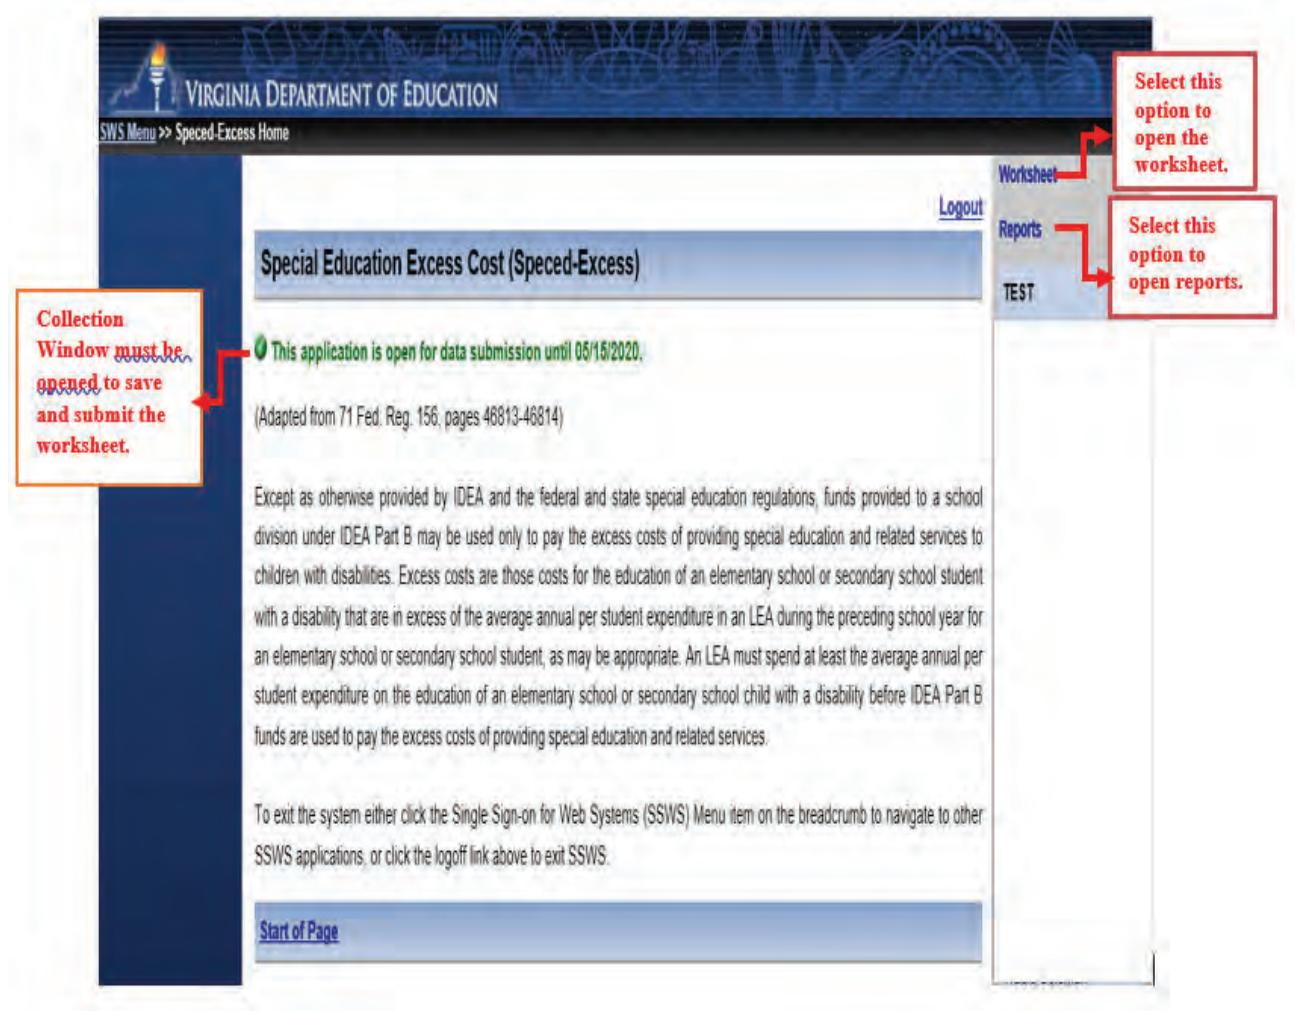 VIRGINIA DEPARTMENT OF EDUCATION
SWS Menu >> Speced-Excess Home
Select this
option to
open the
worksheet.
Worksheet
Logout
Reports
Select this
option to
open reports.
TEST
Special Education Excess Cost (Speced-Excess)
Collection
Window must be
opened to save
and submit the
worksheet.
This application is open for data submission until 05/15/2020.
(Adapted from 71 Fed. Reg. 156, pages 46813-46814)
Except as otherwise provided by IDEA and the federal and state special education regulations, funds provided to a school
division under IDEA Part B may be used only to pay the excess costs of providing special education and related services to
children with disabilities. Excess costs are those costs for the education of an elementary school or secondary school student
with a disability that are in excess of the average annual per student expenditure in an LEA during the preceding school year for
an elementary school or secondary school student, as may be appropriate. An LEA must spend at least the average annual per
student expenditure on the education of an elementary school or secondary school child with a disability before IDEA Part B
funds are used to pay the excess costs of providing special education and related services.
To exit the system either click the Single Sign-on for Web Systems (SSWS) Menu item on the breadcrumb to navigate to other
SSWS applications, or click the logoff link above to exit SSWS.
Start of Page